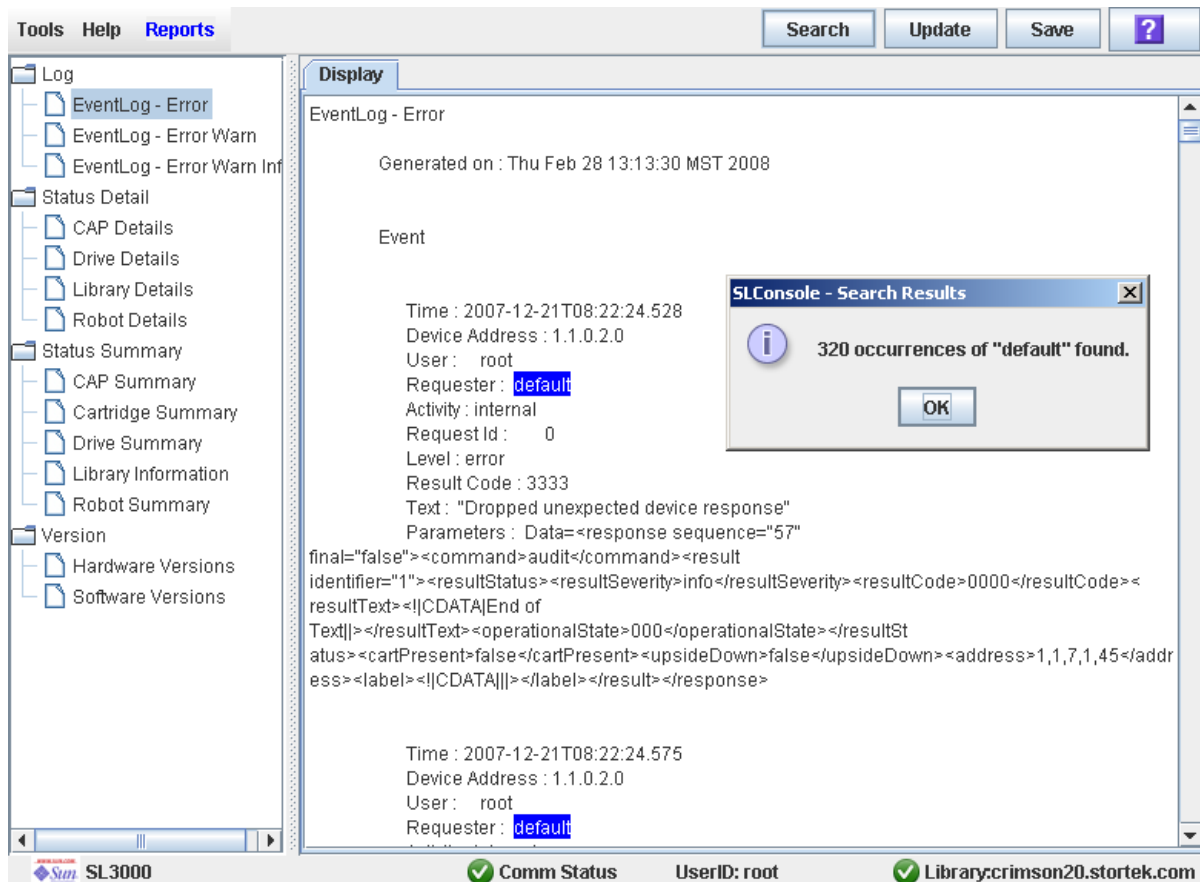 Tools Help Reports
Search Update Save ?
Log
EventLog - Error
EventLog - Error Warn
EventLog - Error Warn Inf
Status Detail
CAP Details
Drive Details
Library Details
Robot Details
Status Summary
CAP Summary
Cartridge Summary
Drive Summary
Library Information
Robot Summary
Version
Hardware Versions
Software Versions
Display
EventLog - Error
Generated on : Thu Feb 28 13:13:30 MST 2008
Event
Time : 2007-12-21T08:22:24.528
Device Address : 1.1.0.2.0
User : root
Requester : default
Activity : internal
Request Id : 0
Level : error
Result Code : 3333
Text : "Dropped unexpected device response"
Parameters : Data=<response sequence="57"
final="false"><command>audit</command><result
identifier="1"><resultStatus><resultSeverity>info</resultSeverity><resultCode>0000</resultCode><
resultText><!|CDATA|End of
Text||></resultText><operationalState>000</operationalState></resultSt
atus><cartPresent>false</cartPresent><upsideDown>false</upsideDown><address>1,1,7,1,45</addr
ess><label><!|CDATA|||></label></result></response>
Time : 2007-12-21T08:22:24.575
Device Address : 1.1.0.2.0
User : root
Requester : default
SLConsole - Search Results
320 occurrences of "default" found.
OK
Sun SL3000
Comm Status
UserID: root
Library:crimson20.stortek.com